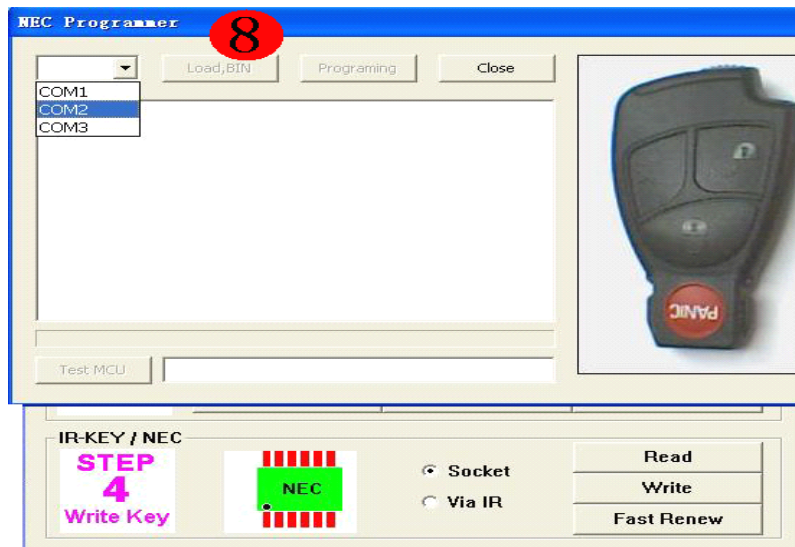 NEC Programmer
8
Load,BIN
Programing
Close
COM1
COM2
COM3
PANIC
Test MCU
IR-KEY / NEC
STEP
4
Write Key
NEC
Socket
Via IR
Read
Write
Fast Renew